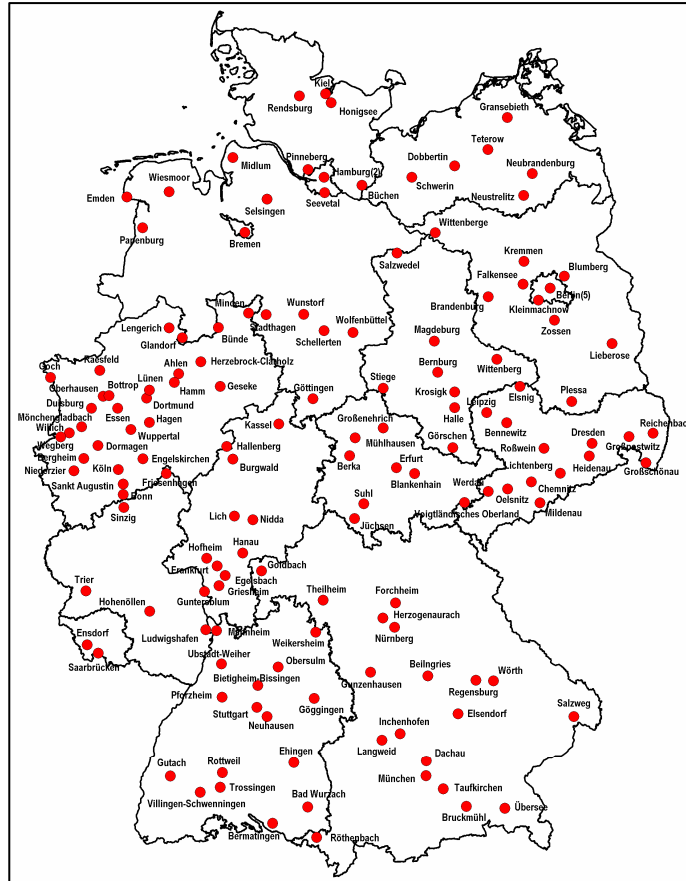 Kiel
Rendsburg
Honigsee
Gransebieth
Teterow
Dobbertin
Neubrandenburg
Schwerin
Neustrelitz
Midlum
Pinneberg
Hamburg(2)
Seevetal
Büchen
Wiesmoor
Emden
Selsingen
Papenburg
Bremen
Wittenberge
Salzwedel
Kremmen
Blumberg
Falkensee
Berlin(5)
Brandenburg
Kleinmachnow
Zossen
Lieberose
Minden
Wunstorf
Stadthagen
Wolfenbüttel
Schellerten
Magdeburg
Lengerich
Bünde
Glandorf
Herzebrock-Clarholz
Raesfeld
Ahlen
Goch
Lünen
Hamm
Geseke
Oberhausen
Bottrop
Göttingen
Stiege
Bernburg
Wittenberg
Krosigk
Elsnig
Plessa
Duisburg
Dortmund
Essen
Mönchengladbach
Hagen
Willich
Wuppertal
Wegberg
Dormagen
Kassel
Großenehrich
Halle
Leipzig
Bennewitz
Reichenbach
Mühlhausen
Görschen
Roßwein
Dresden
Großpostwitz
Bergheim
Engelskirchen
Hallenberg
Niederzier
Köln
Burgwald
Berka
Erfurt
Lichtenberg
Heidenau
Großschönau
Sankt Augustin
Friesenhagen
Blankenhain
Werdau
Chemnitz
Bonn
Suhl
Oelsnitz
Sinzig
Lich
Nidda
Jüchsen
Voigtländisches Oberland
Mildenau
Hanau
Hofheim
Frankfurt
Goldbach
Egelsbach
Trier
Griesheim
Guntersblum
Theilheim
Forchheim
Hohenöllen
Herzogenaurach
Ludwigshafen
Mannheim
Nürnberg
Ensdorf
Weikersheim
Saarbrücken
Ubstadt-Weiher
Obersulm
Beilngries
Wörth
Bietigheim-Bissingen
Gunzenhausen
Regensburg
Pforzheim
Göggingen
Salzweg
Stuttgart
Elsendorf
Neuhausen
Inchenhofen
Langweid
Ehingen
Dachau
Rottweil
Gutach
München
Trossingen
Taufkirchen
Villingen-Schwenningen
Bad Wurzach
Übersee
Bruckmühl
Bermatingen
Röthenbach